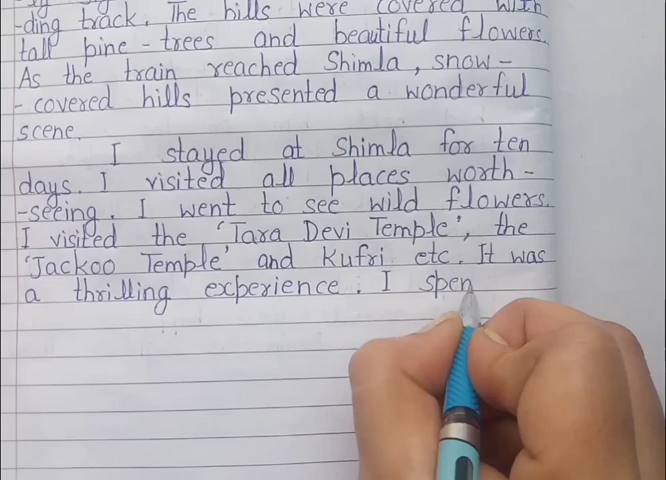 -ding track. The hills were covered with
tall pine-trees and beautiful flowers.
As the train reached Shimla, snow-
-covered hills presented a wonderful
scene.
I stayed at Shimla for ten
days. I visited all places worth-
-seeing. I went to see wild flowers.
I visited the 'Tara Devi Temple', the
'Jackoo Temple' and Kufri etc. It was
a thrilling experience. I spen